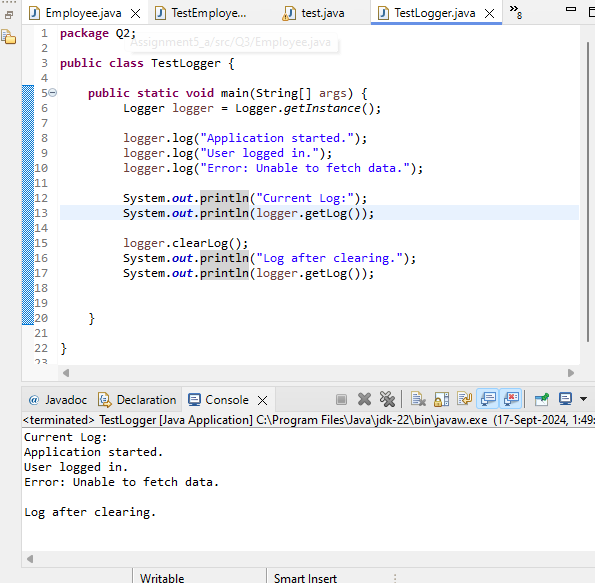 Employee.java TestEmploye... test.java TestLogger.java »8
1 package Q2;
Assignment5_a/src/Q3/Employee.java
2
3 public class TestLogger {
4
5 public static void main(String[] args) {
6 Logger logger = Logger.getInstance();
7
8 logger.log("Application started.");
9 logger.log("User logged in.");
10 logger.log("Error: Unable to fetch data.");
11
12 System.out.println("Current Log:");
13 System.out.println(logger.getLog());
14
15 logger.clearLog();
16 System.out.println("Log after clearing.");
17 System.out.println(logger.getLog());
18
19
20 }
21
22 }
23
@ Javadoc Declaration Console
<terminated> TestLogger [Java Application] C:\Program Files\Java\jdk-22\bin\javaw.exe (17-Sept-2024, 1:49:
Current Log:
Application started.
User logged in.
Error: Unable to fetch data.
Log after clearing.
Writable Smart Insert